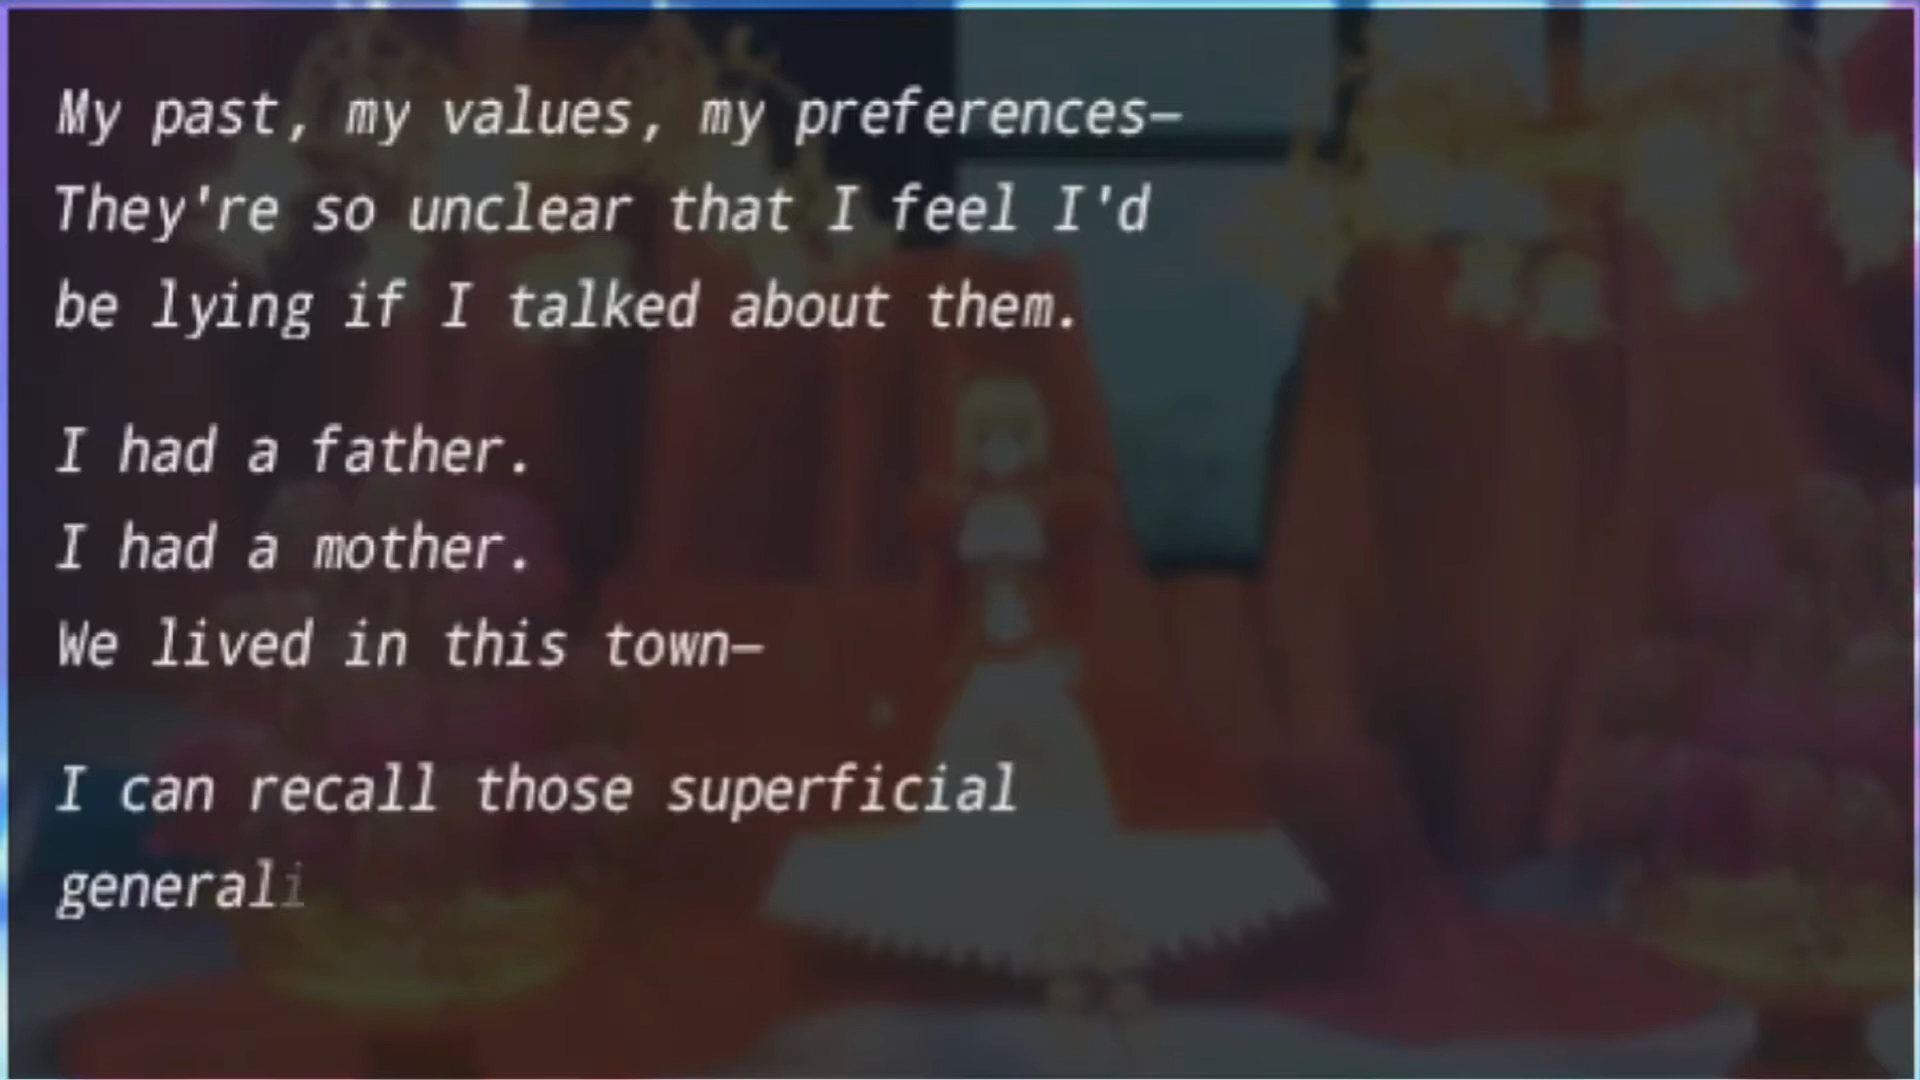 My past, my values, my preferences—
They're so unclear that I feel I'd
be lying if I talked about them.
I had a father.
I had a mother.
We lived in this town—
I can recall those superficial
generali